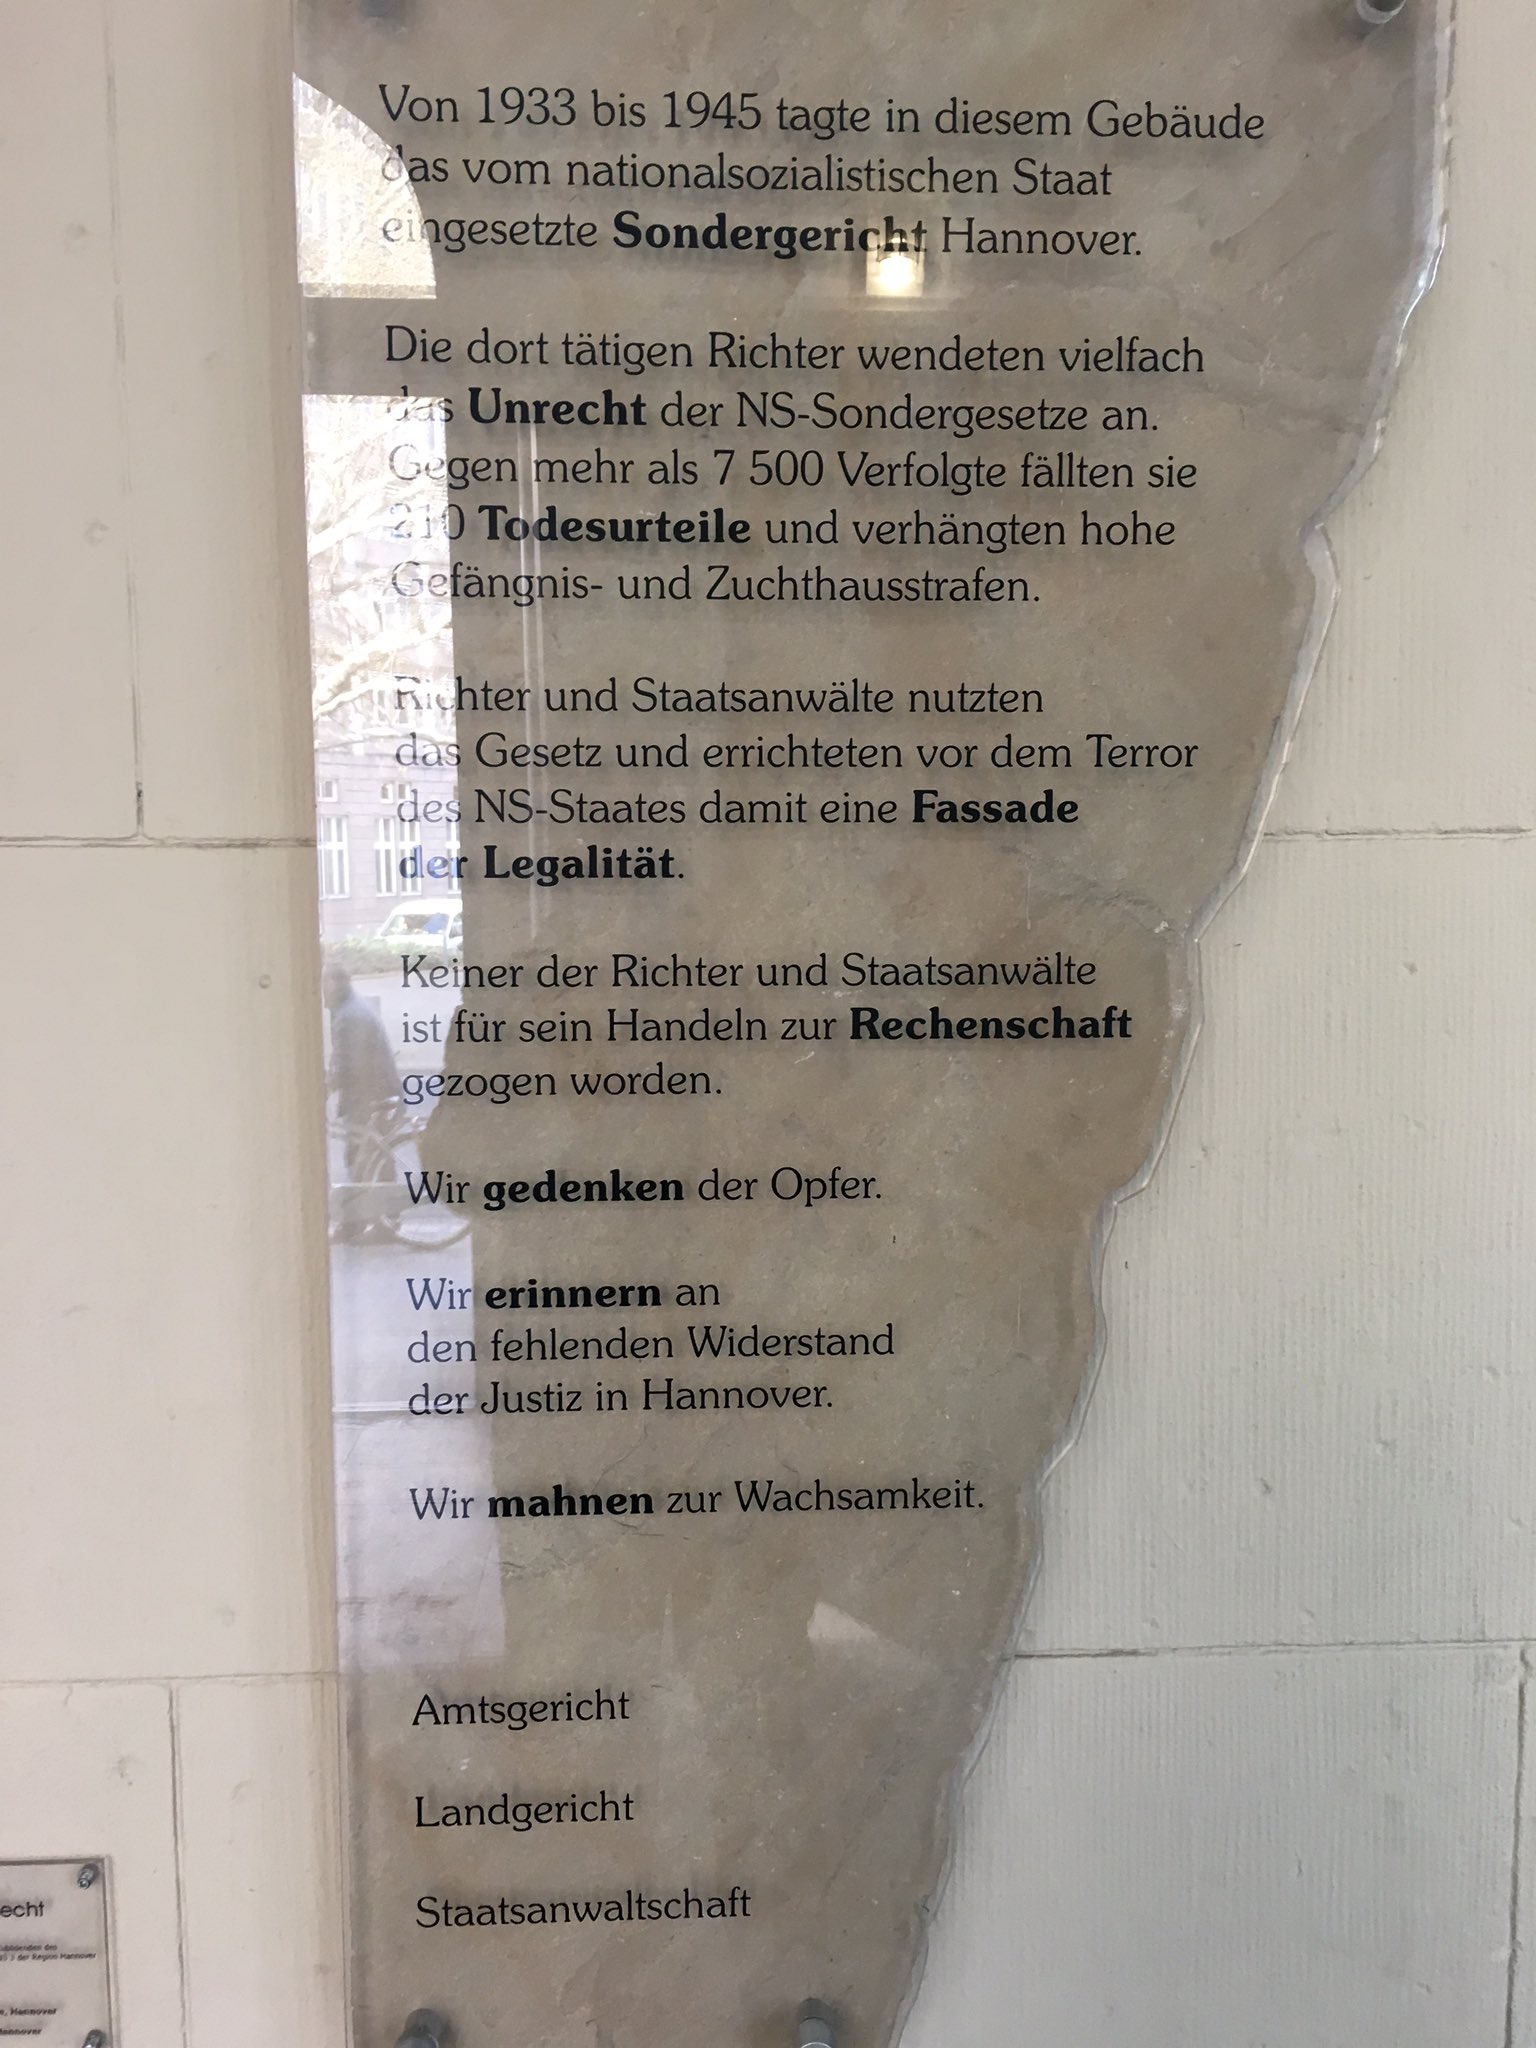 Von 1933 bis 1945 tagte in diesem Gebäude
das vom nationalsozialistischen Staat
eingesetzte Sondergericht Hannover.
Die dort tätigen Richter wendeten vielfach
das Unrecht der NS-Sondergesetze an.
Gegen mehr als 7 500 Verfolgte fällten sie
210 Todesurteile und verhängten hohe
Gefängnis- und Zuchthausstrafen.
Richter und Staatsanwälte nutzten
das Gesetz und errichteten vor dem Terror
des NS-Staates damit eine Fassade
der Legalität.
Keiner der Richter und Staatsanwälte
ist für sein Handeln zur Rechenschaft
gezogen worden.
Wir gedenken der Opfer.
Wir erinnern an
den fehlenden Widerstand
der Justiz in Hannover.
Wir mahnen zur Wachsamkeit.
Amtsgericht
Landgericht
Staatsanwaltschaft
echt
der Region Hannover
Hannover
Hannover